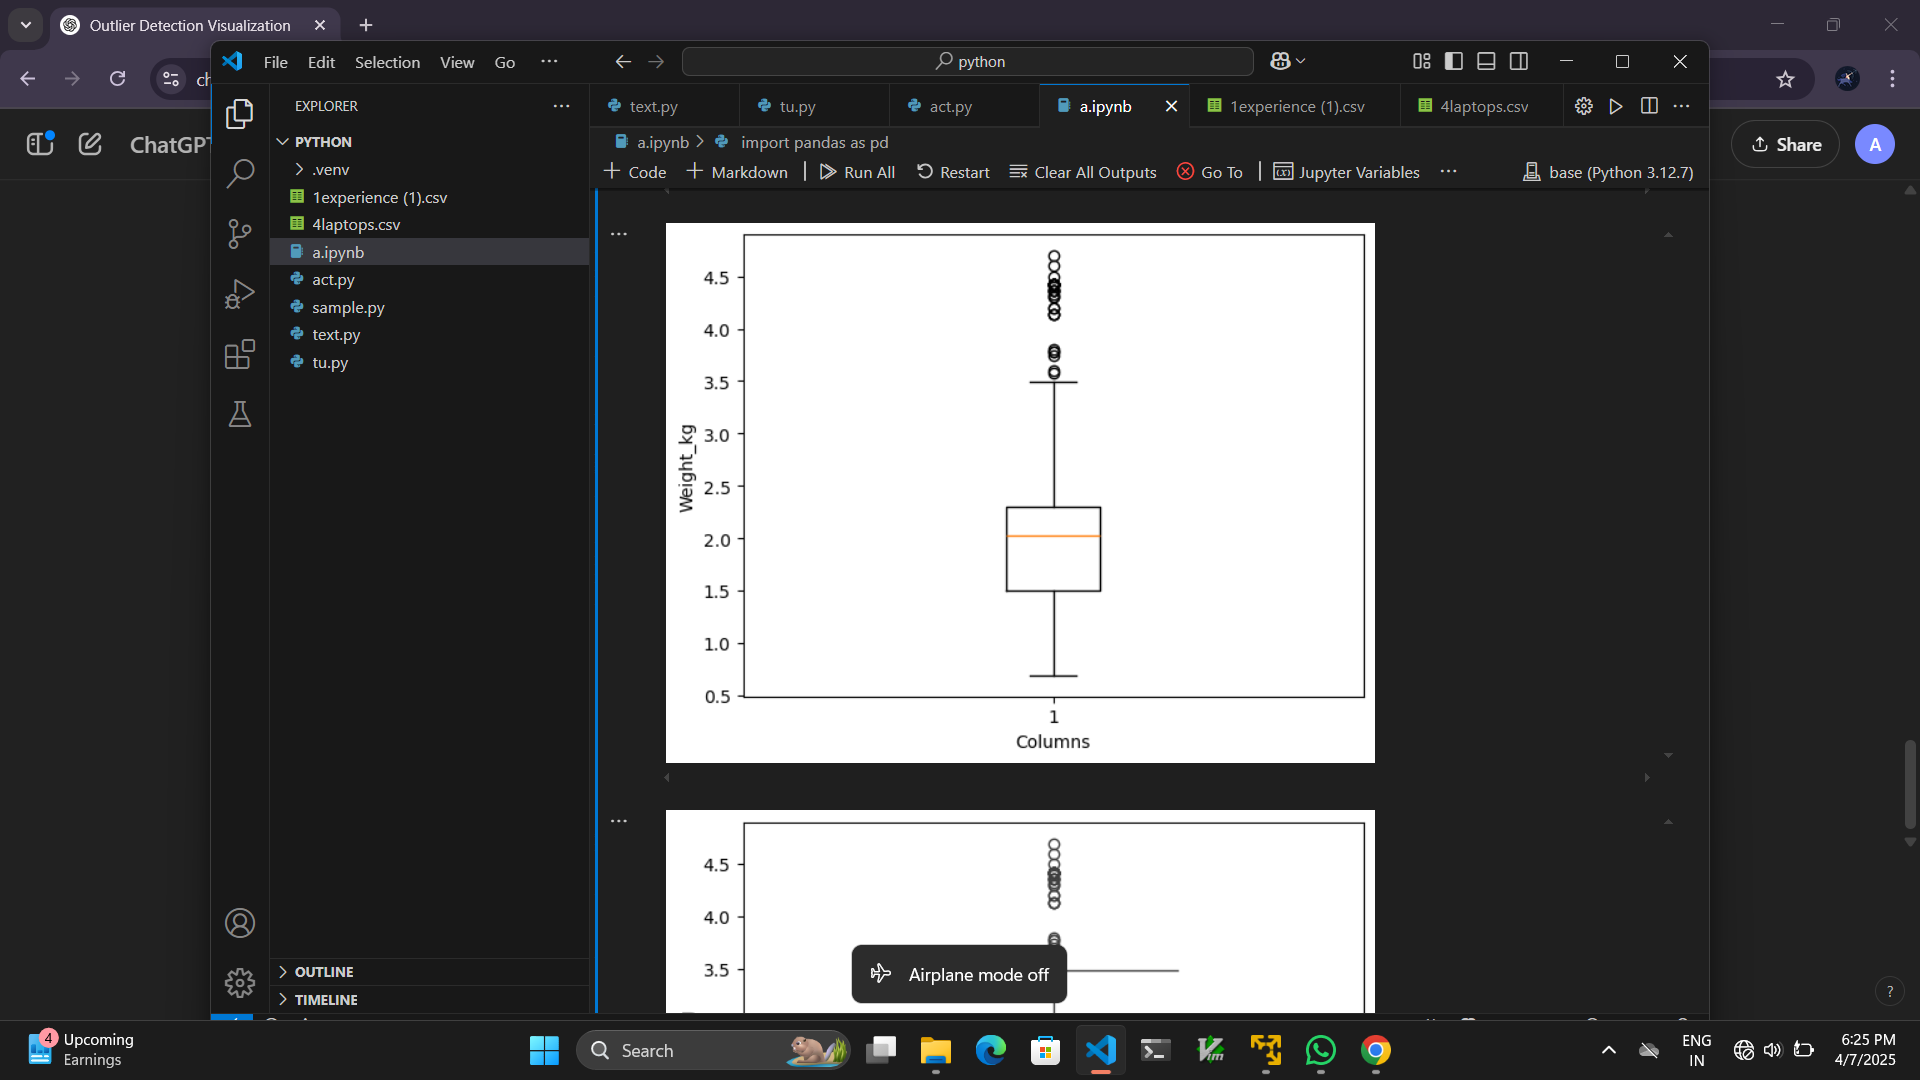 Outlier Detection Visualization
ch
ChatGPT
Share
A
File Edit Selection View Go ...
python
EXPLORER
PYTHON
.venv
1experience (1).csv
4laptops.csv
a.ipynb
act.py
sample.py
text.py
tu.py
OUTLINE
TIMELINE
text.py tu.py act.py a.ipynb 1experience (1).csv 4laptops.csv
a.ipynb > import pandas as pd
+ Code + Markdown | Run All Restart Clear All Outputs Go To | Jupyter Variables ... base (Python 3.12.7)
4.5
4.0
3.5
3.0
2.5
2.0
1.5
1.0
0.5
Weight_kg
1
Columns
4.5
4.0
3.5
Airplane mode off
?
4
Upcoming
Earnings
Search
ENG
IN
6:25 PM
4/7/2025